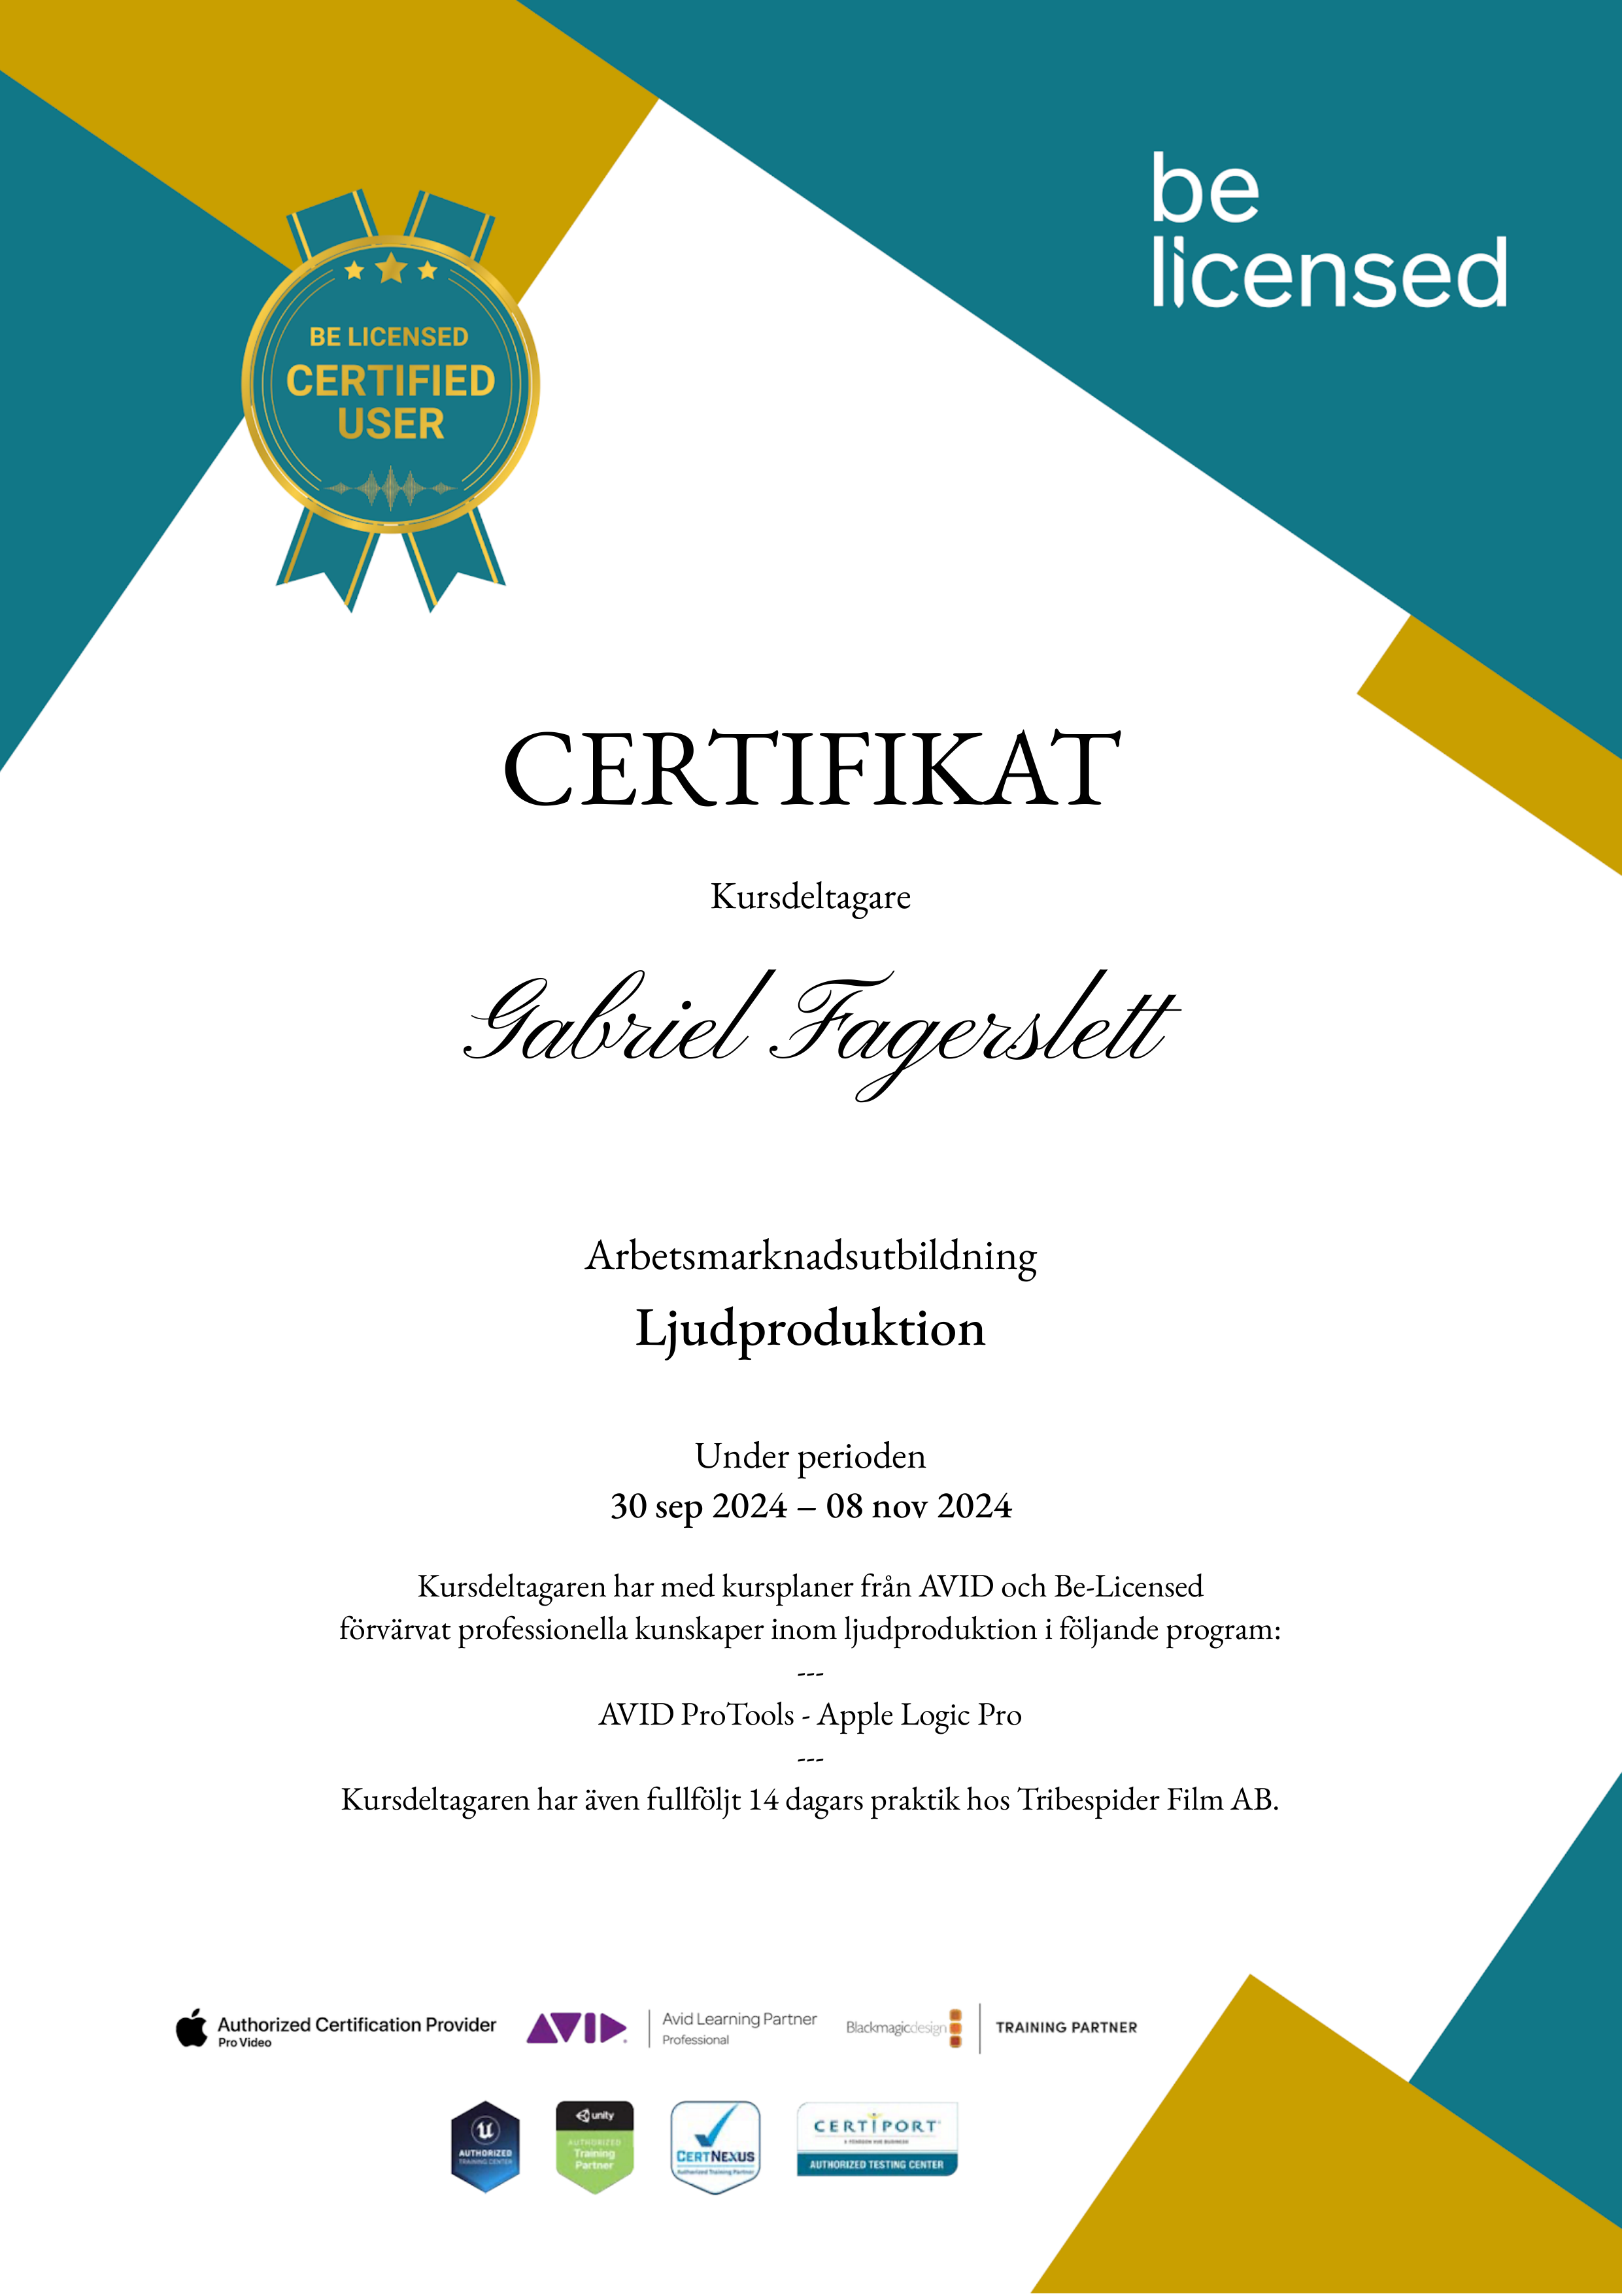 be
licensed
BE LICENSED
CERTIFIED
USER
CERTIFIKAT
Kursdeltagare
Gabriel Fagerslett
Arbetsmarknadsutbildning
Ljudproduktion
Under perioden
30 sep 2024 – 08 nov 2024
Kursdeltagaren har med kursplaner från AVID och Be-Licensed
förvärvat professionella kunskaper inom ljudproduktion i följande program:
---
AVID ProTools - Apple Logic Pro
---
Kursdeltagaren har även fullföljt 14 dagars praktik hos Tribespider Film AB.
Authorized Certification Provider
Pro Video
AVID
Avid Learning Partner
Professional
Blackmagicdesign
TRAINING PARTNER
AUTHORIZED
TRAINING CENTER
unity
AUTHORIZED
Training
Partner
CERTNEXUS
Authorized Training Partner
CERTIPORT
A PEARSON VUE BUSINESS
AUTHORIZED TESTING CENTER